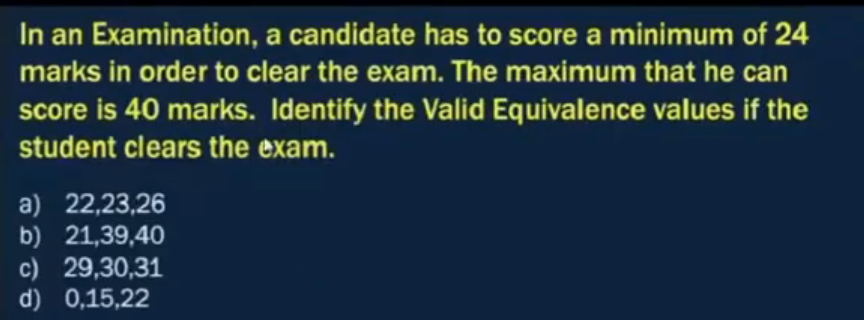 In an Examination, a candidate has to score a minimum of 24
marks in order to clear the exam. The maximum that he can
score is 40 marks. Identify the Valid Equivalence values if the
student clears the exam.
a) 22,23,26
b) 21,39,40
c) 29,30,31
d) 0,15,22